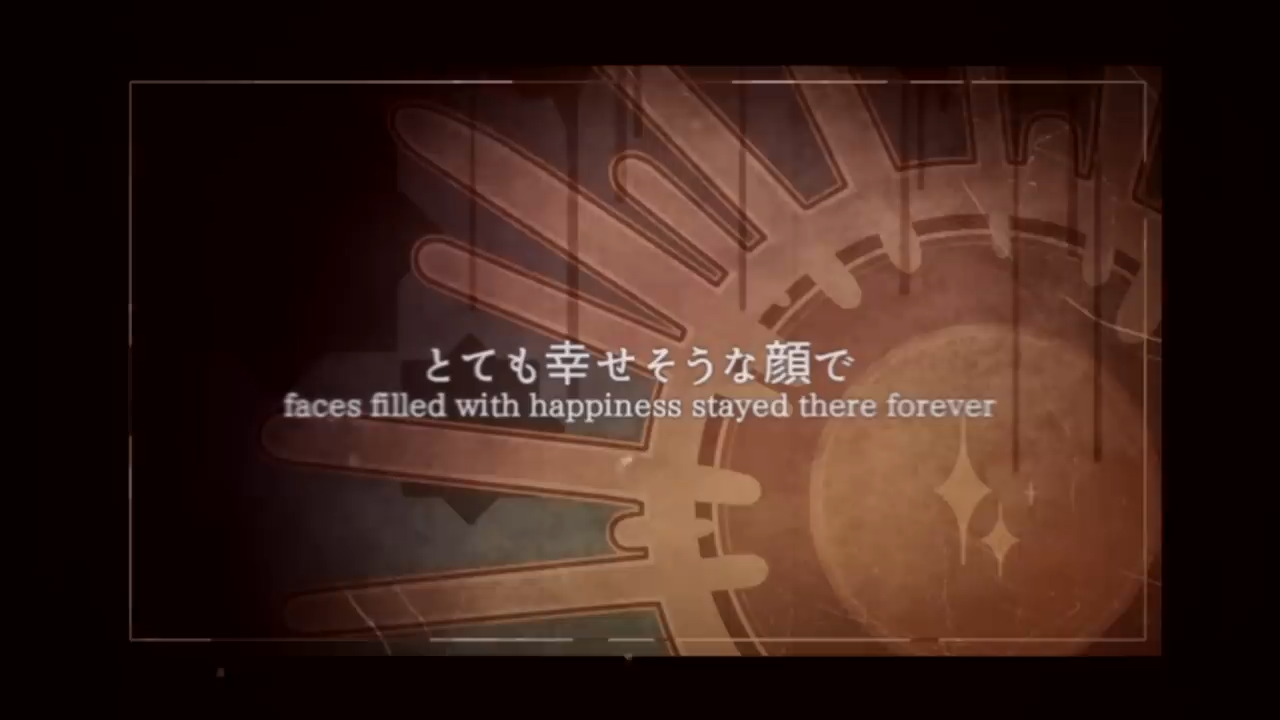 とても幸せそうな顔で
faces filled with happiness stayed there forever